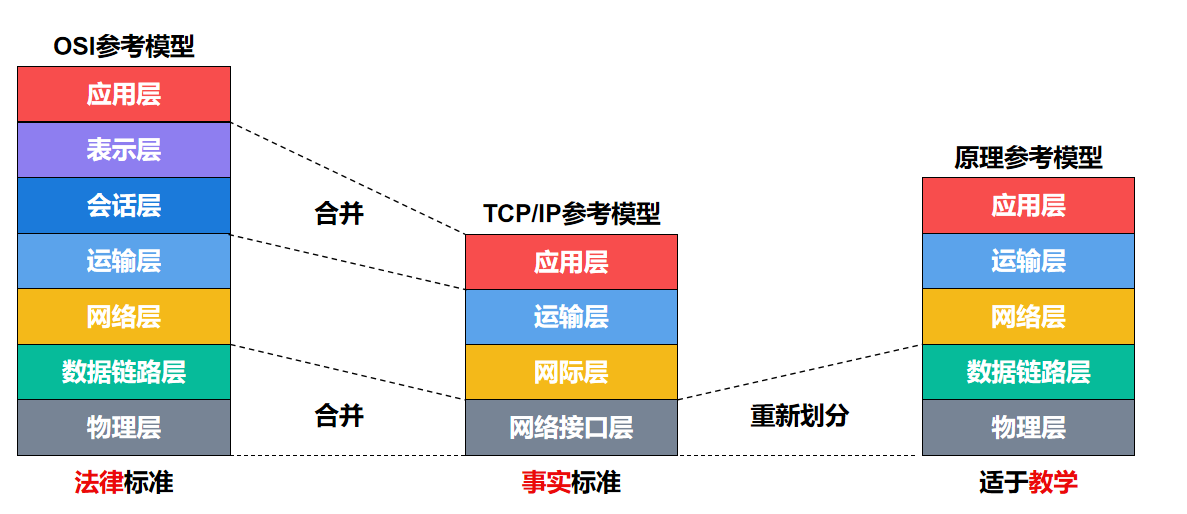 OSI参考模型
应用层
表示层
会话层
运输层
网络层
数据链路层
物理层
法律标准
合并
合并
TCP/IP参考模型
应用层
运输层
网际层
网络接口层
事实标准
重新划分
原理参考模型
应用层
运输层
网络层
数据链路层
物理层
适于教学